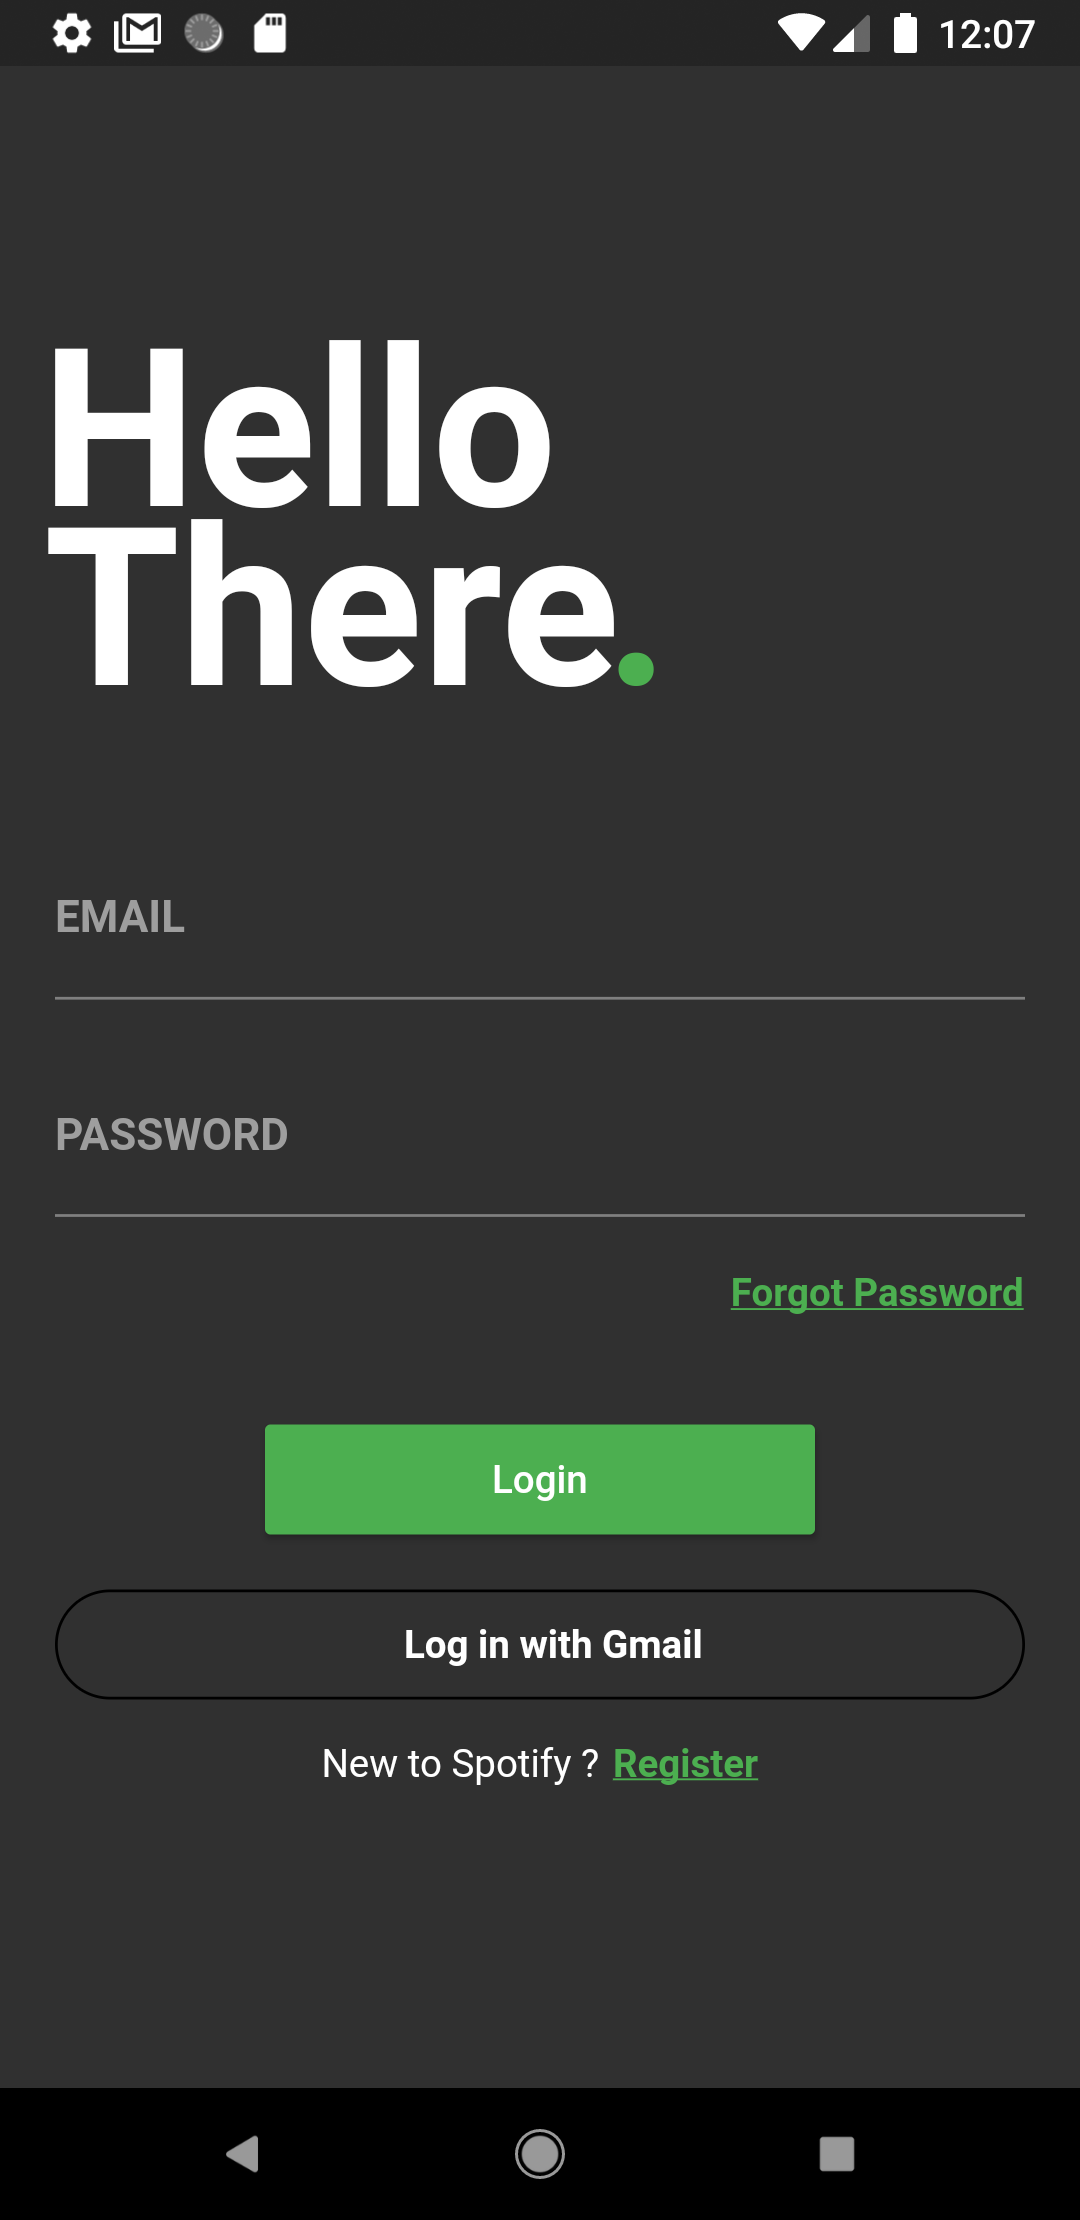 12:07
Hello
There.
EMAIL
PASSWORD
Forgot Password
Login
Log in with Gmail
New to Spotify ? Register